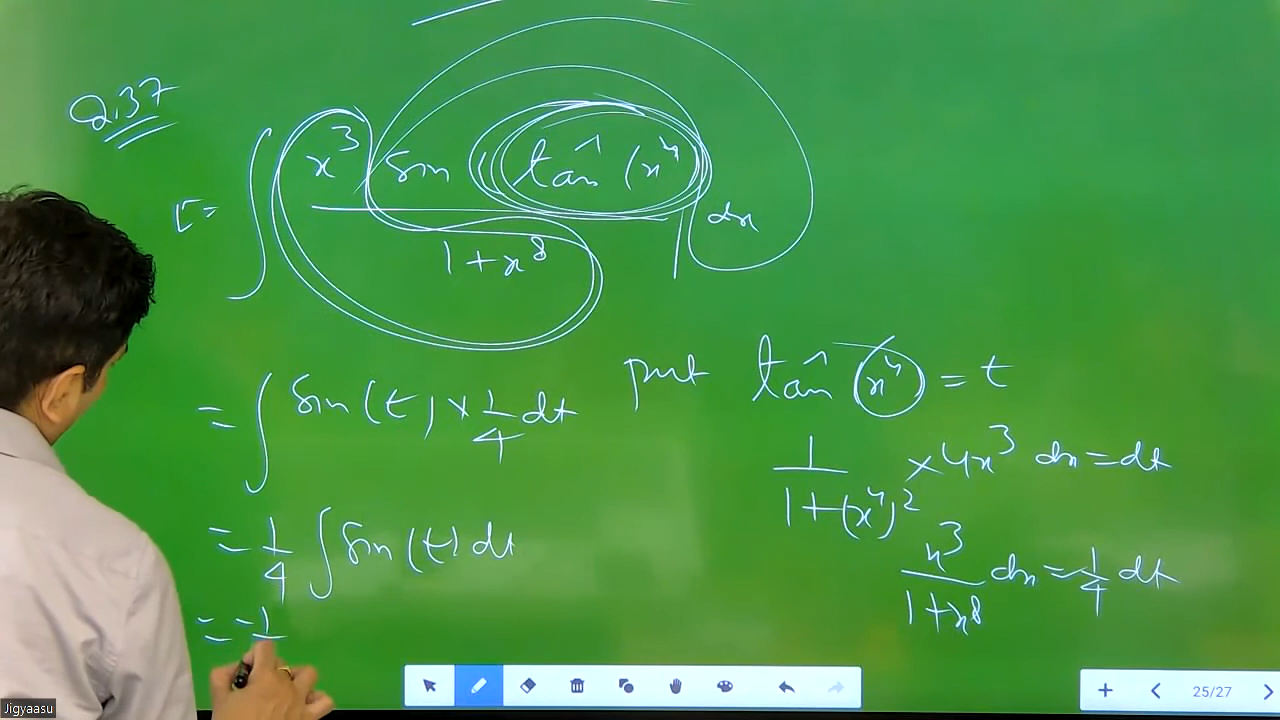 Q.37
I = ∫ x³ sin (tan⁻¹ (x⁴) / 1+x⁸ dx
put tan⁻¹ (x⁴) = t
= ∫ sin (t) × 1/4 dt
1/1+(x⁴)² × 4x³ dx = dt
= 1/4 ∫ sin (t) dt
x³/1+x⁸ dx = 1/4 dt
= -1
25/27
Jigyaasu